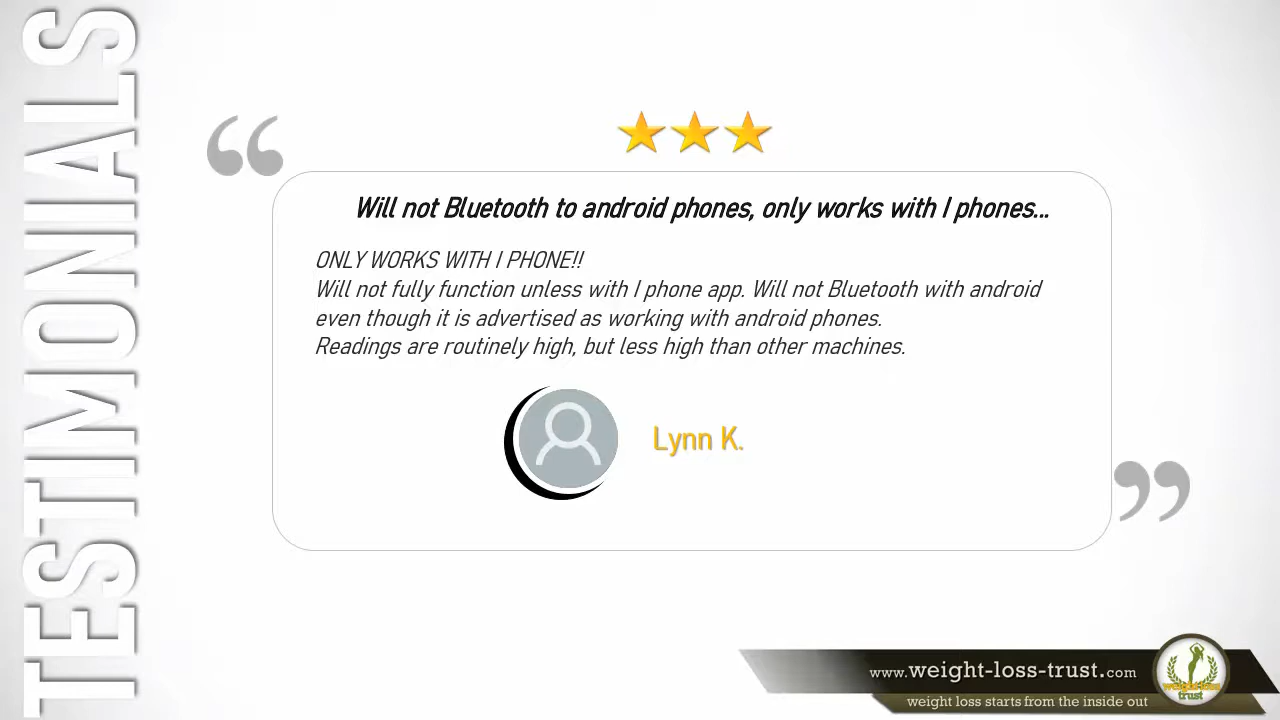 TESTIMONIALS
“
Will not Bluetooth to android phones, only works with I phones...
ONLY WORKS WITH I PHONE!!
Will not fully function unless with I phone app. Will not Bluetooth with android
even though it is advertised as working with android phones.
Readings are routinely high, but less high than other machines.
Lynn K.
”
www.weight-loss-trust.com
weight loss starts from the inside out
weight-loss
trust